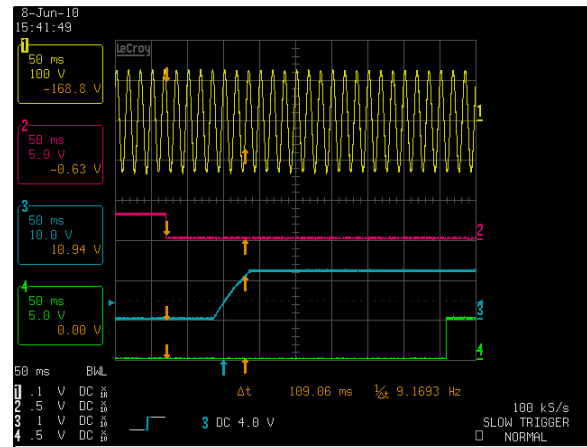 8-Jun-10
15:41:49
LeCroy
1
50 ms
100 V
-168.8 V
1
2
50 ms
5.0 V
-0.63 V
2
3
50 ms
10.0 V
10.94 V
3
4
50 ms
5.0 V
0.00 V
4
50 ms BWL
Δt 109.06 ms 1/Δt 9.1693 Hz
1 .1 V DC X10
2 .5 V DC X10
3 1 V DC X10
4 .5 V DC X10
3 DC 4.0 V
100 kS/s
SLOW TRIGGER
NORMAL